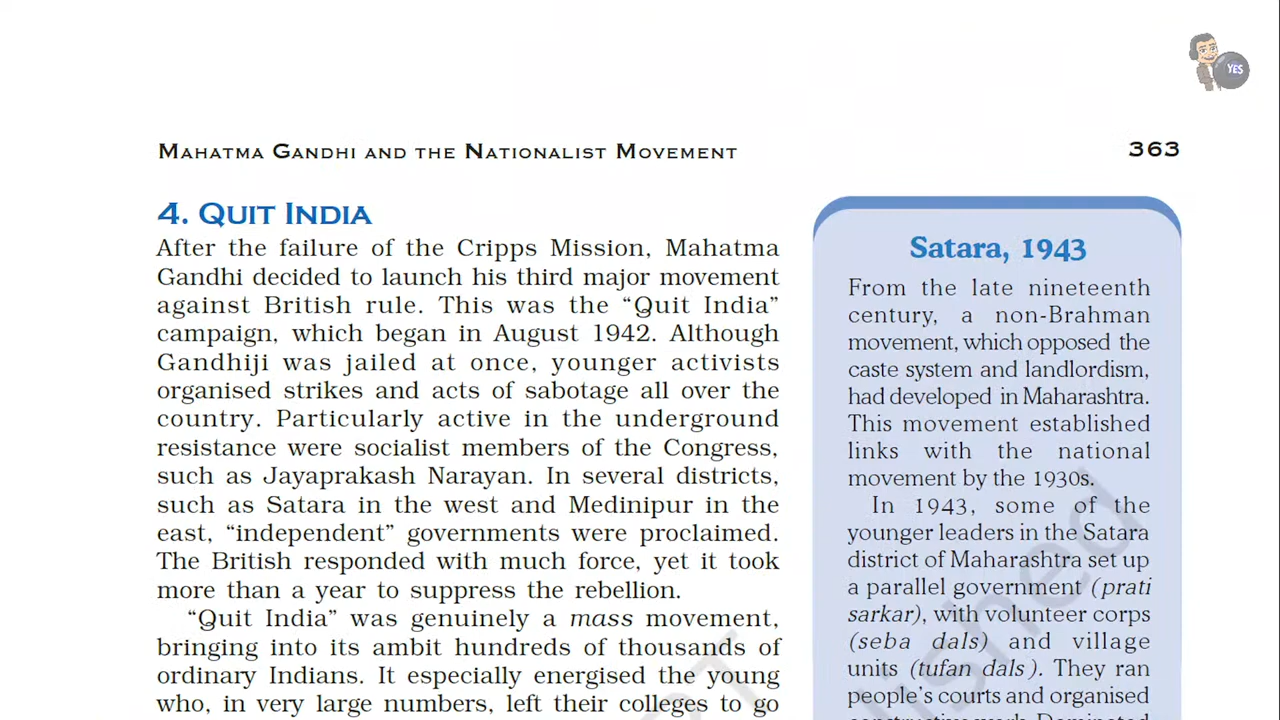 YES
MAHATMA GANDHI AND THE NATIONALIST MOVEMENT 363
4. QUIT INDIA
After the failure of the Cripps Mission, Mahatma
Gandhi decided to launch his third major movement
against British rule. This was the “Quit India”
campaign, which began in August 1942. Although
Gandhiji was jailed at once, younger activists
organised strikes and acts of sabotage all over the
country. Particularly active in the underground
resistance were socialist members of the Congress,
such as Jayaprakash Narayan. In several districts,
such as Satara in the west and Medinipur in the
east, “independent” governments were proclaimed.
The British responded with much force, yet it took
more than a year to suppress the rebellion.
“Quit India” was genuinely a mass movement,
bringing into its ambit hundreds of thousands of
ordinary Indians. It especially energised the young
who, in very large numbers, left their colleges to go
Satara, 1943
From the late nineteenth
century, a non-Brahman
movement, which opposed the
caste system and landlordism,
had developed in Maharashtra.
This movement established
links with the national
movement by the 1930s.
In 1943, some of the
younger leaders in the Satara
district of Maharashtra set up
a parallel government (prati
sarkar), with volunteer corps
(seba dals) and village
units (tufan dals). They ran
people’s courts and organised